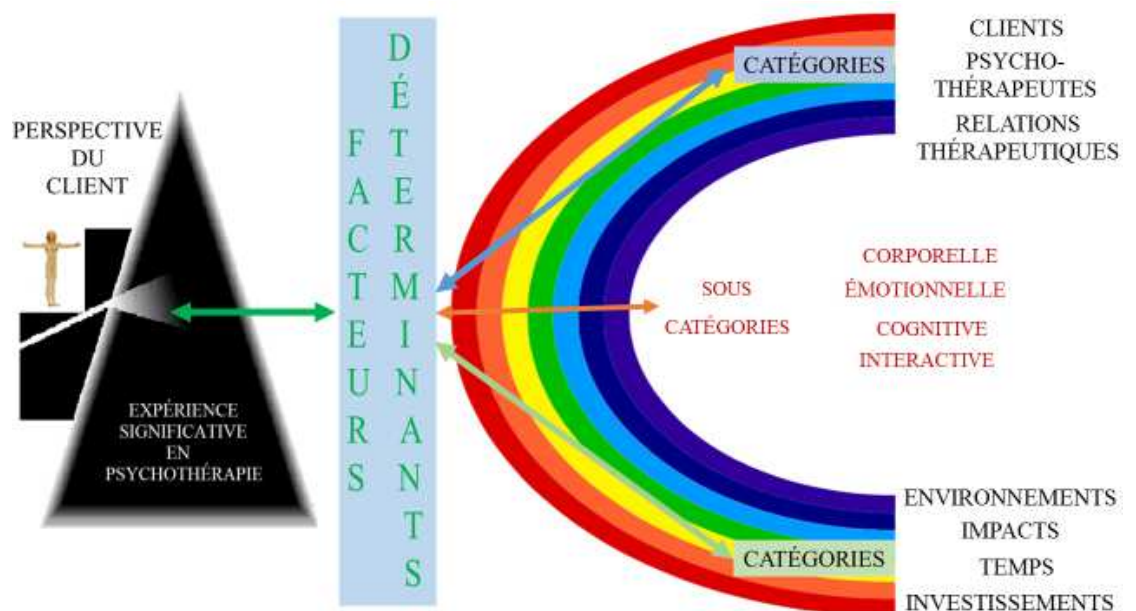 PERSPECTIVE
DU
CLIENT
EXPÉRIENCE
SIGNIFICATIVE
EN
PSYCHOTHÉRAPIE
FACTEURS
DÉTERMINANTS
CATÉGORIES
CLIENTS
PSYCHO-
THÉRAPEUTES
RELATIONS
THÉRAPEUTIQUES
SOUS
CATÉGORIES
CORPORELLE
ÉMOTIONNELLE
COGNITIVE
INTERACTIVE
CATÉGORIES
ENVIRONNEMENTS
IMPACTS
TEMPS
INVESTISSEMENTS